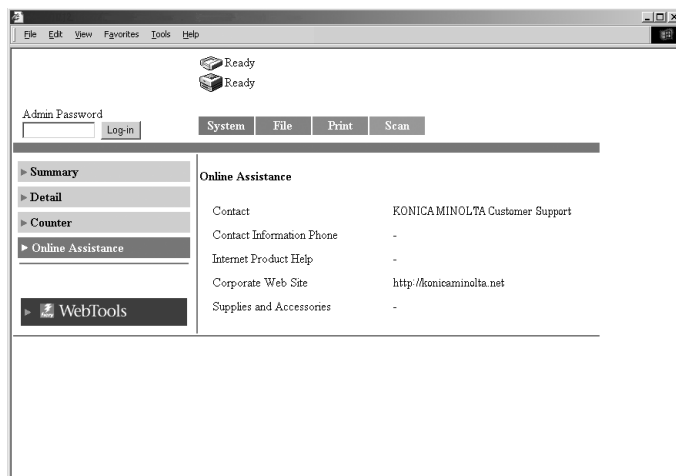 File Edit View Favorites Tools Help
Ready
Ready
Admin Password
Log-in
System File Print Scan
Summary
Detail
Counter
Online Assistance
WebTools
Online Assistance
Contact KONICA MINOLTA Customer Support
Contact Information Phone -
Internet Product Help -
Corporate Web Site http://konicaminolta.net
Supplies and Accessories -